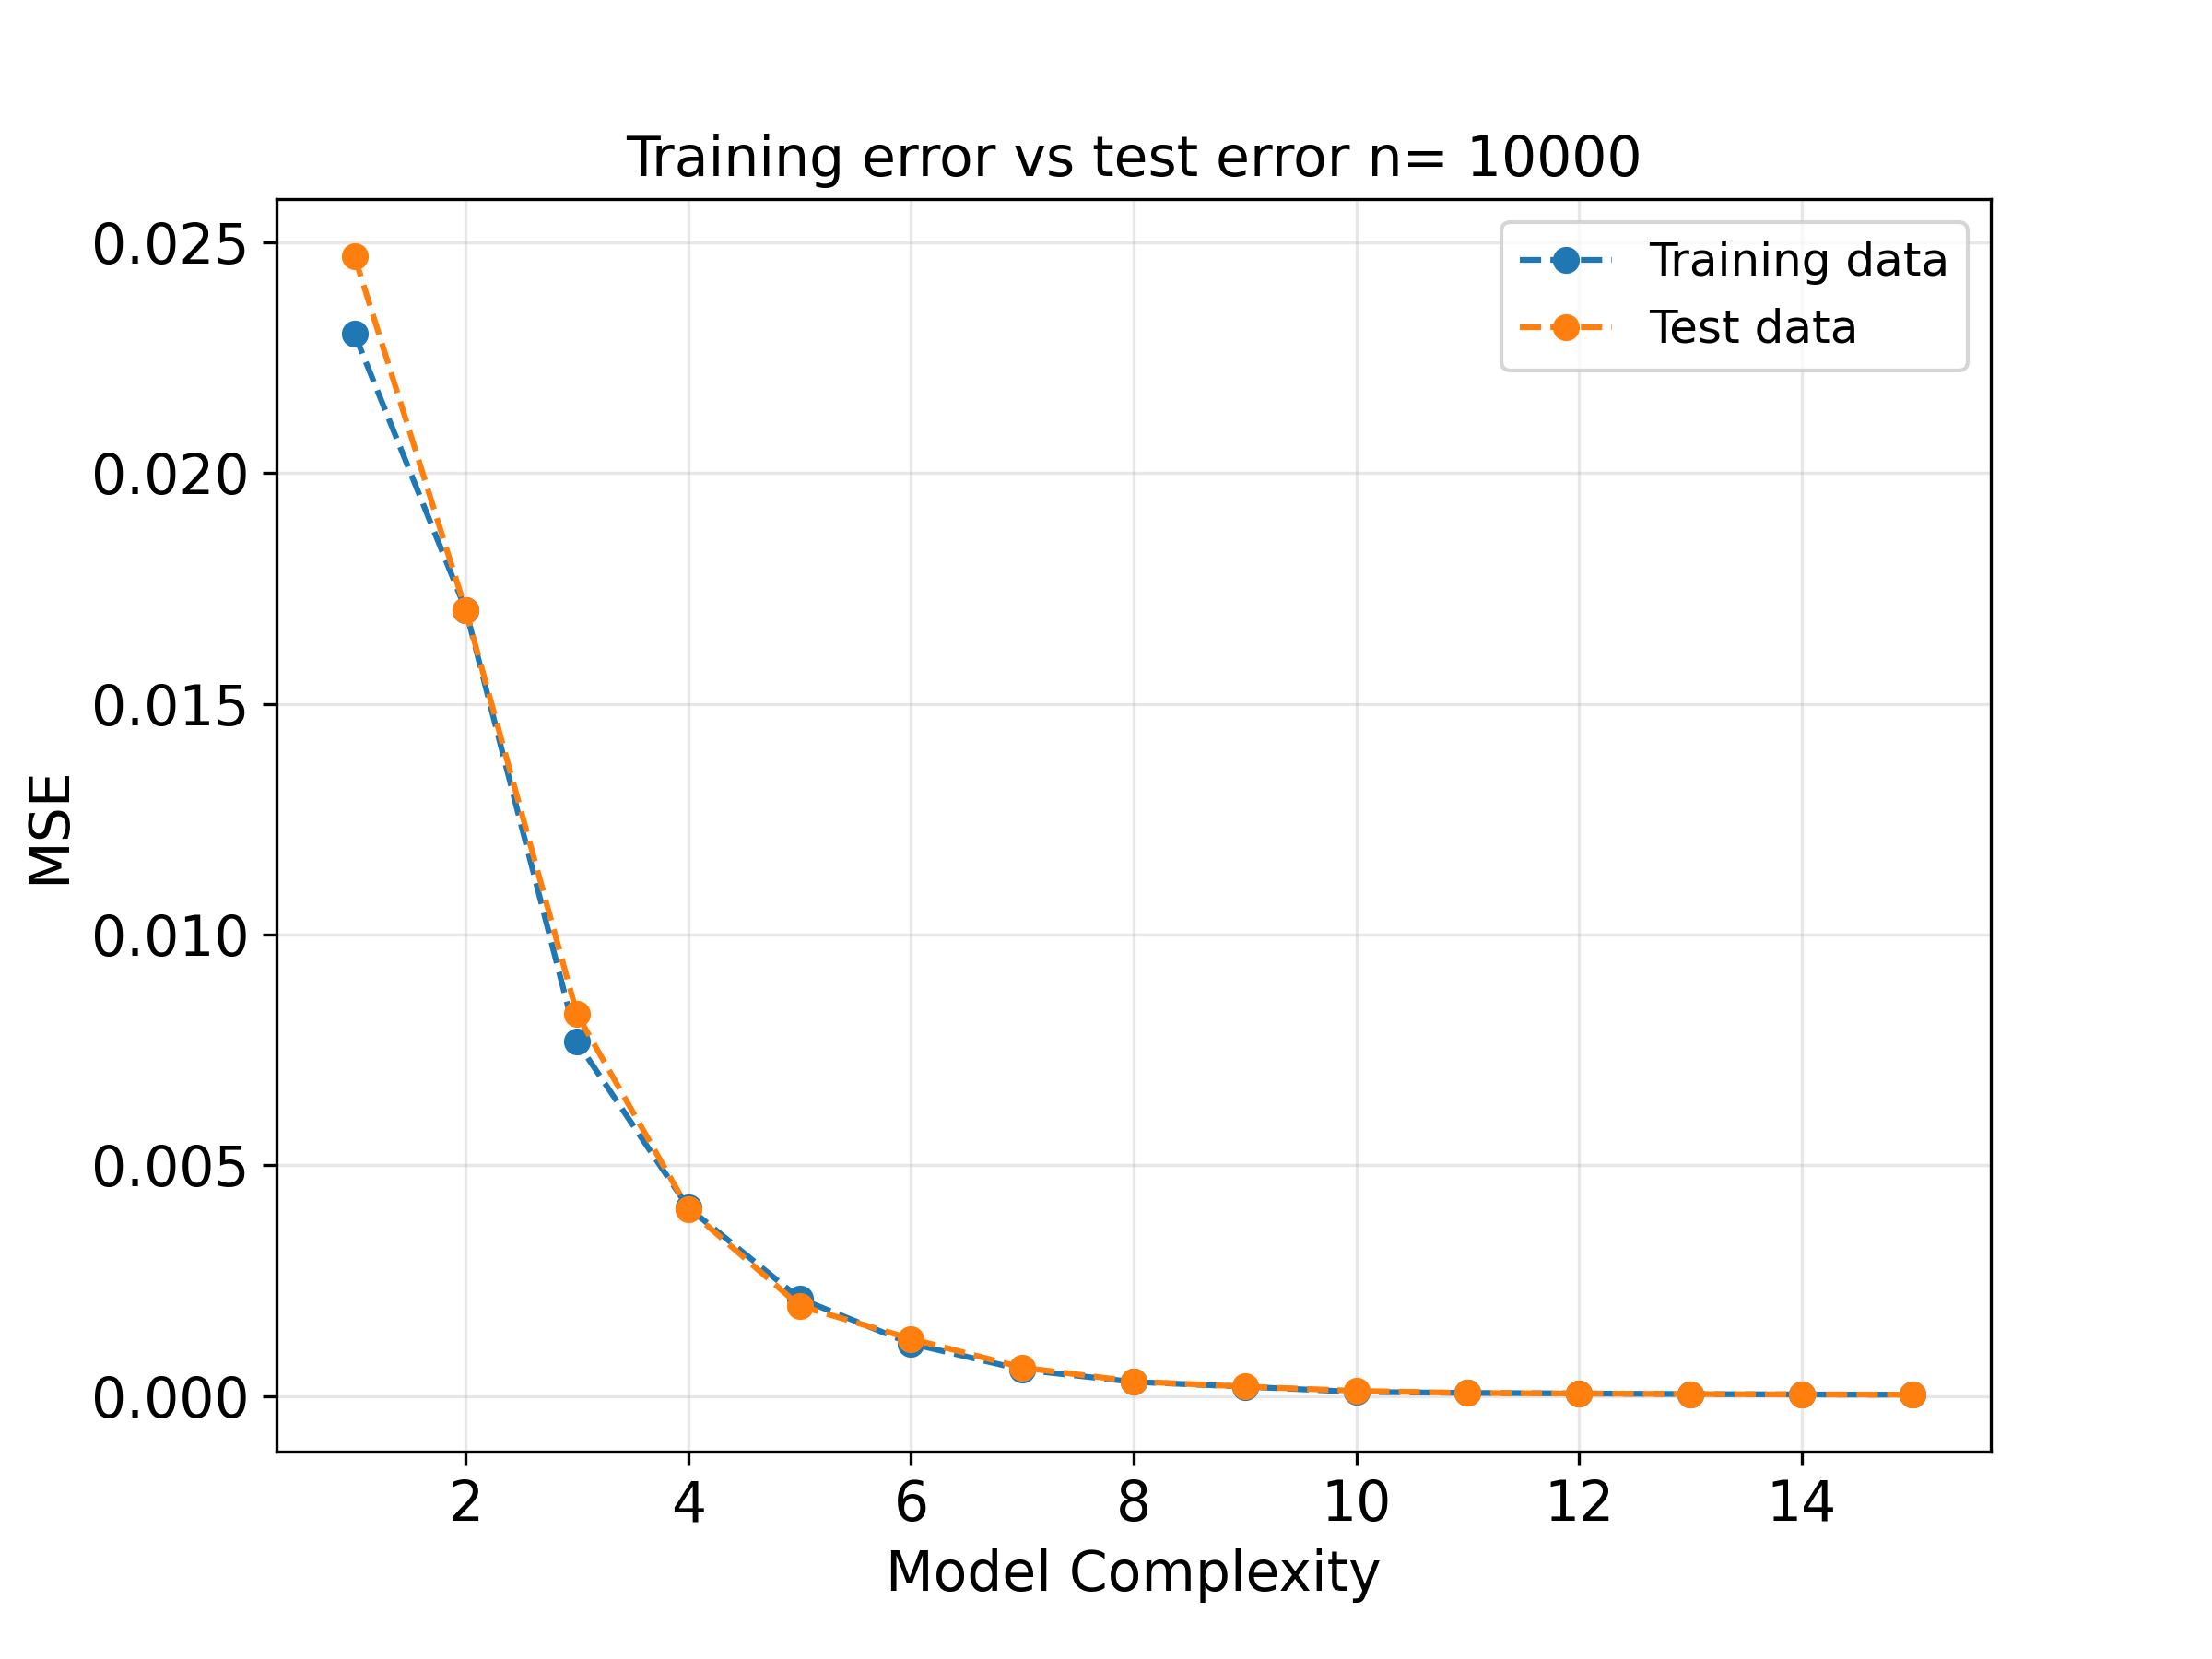 Training error vs test error n= 10000
0.025
0.020
0.015
0.010
0.005
0.000
MSE
Training data
Test data
2 4 6 8 10 12 14
Model Complexity